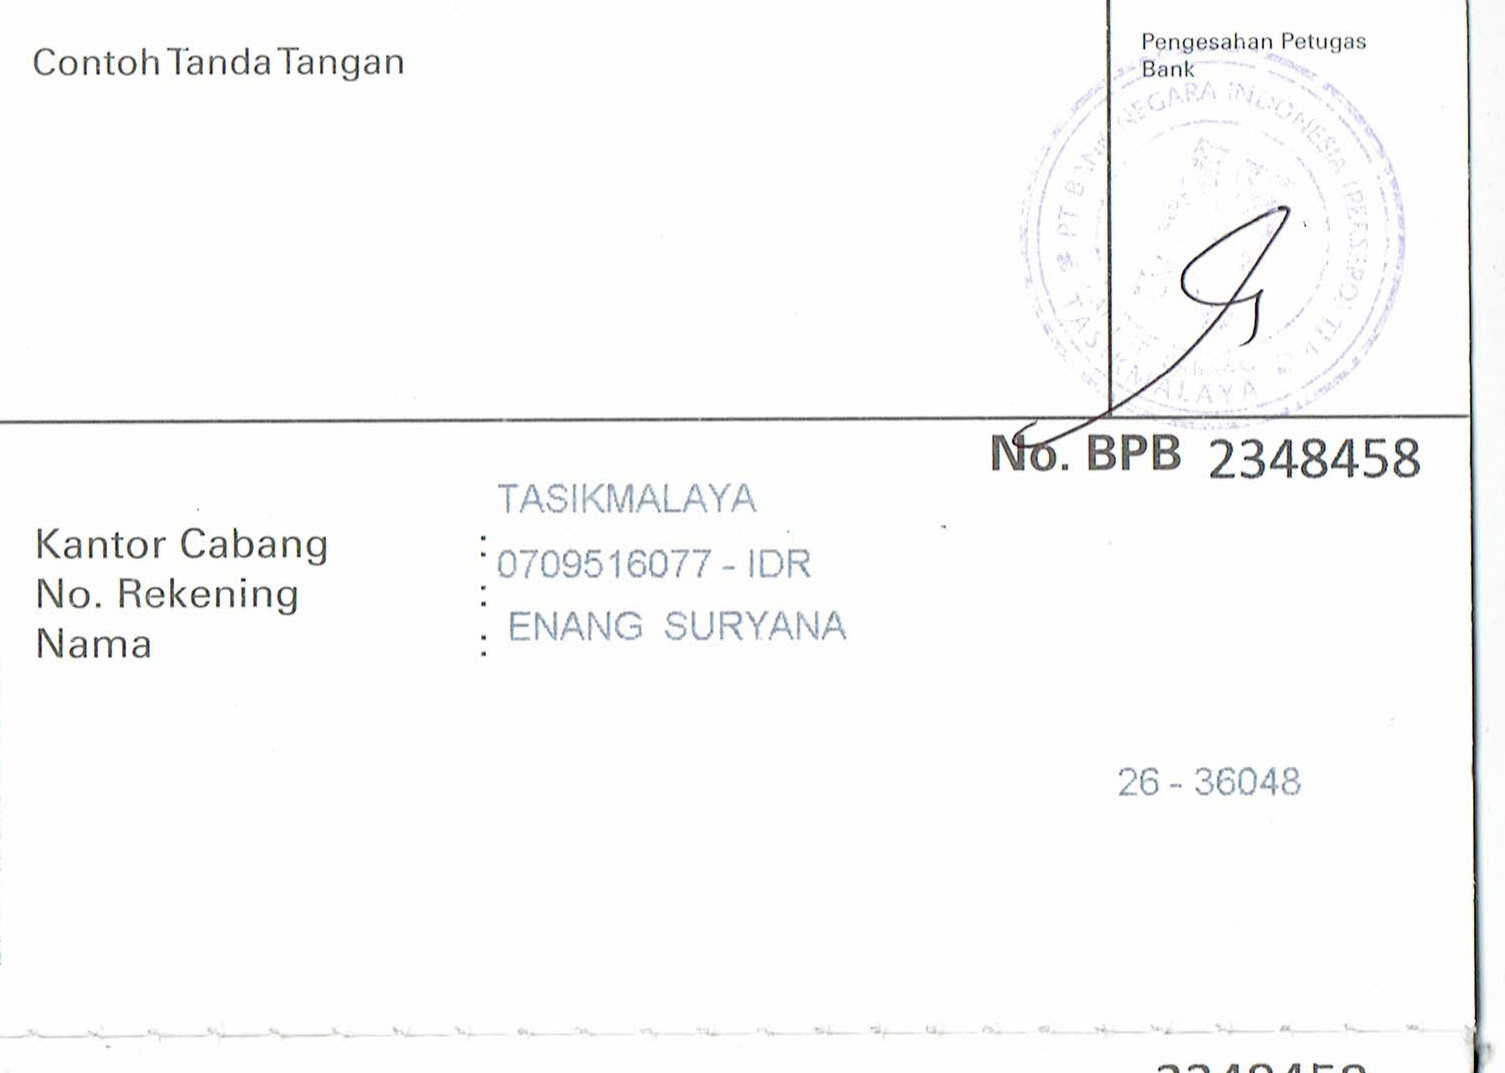 Contoh Tanda Tangan
Pengesahan Petugas
Bank
PT BANK NEGARA INDONESIA (PERSERO) Tbk
TASIKMALAYA
No. BPB 2348458
TASIKMALAYA
Kantor Cabang :
0709516077 - IDR
No. Rekening :
ENANG SURYANA
Nama :
26 - 36048
2348458